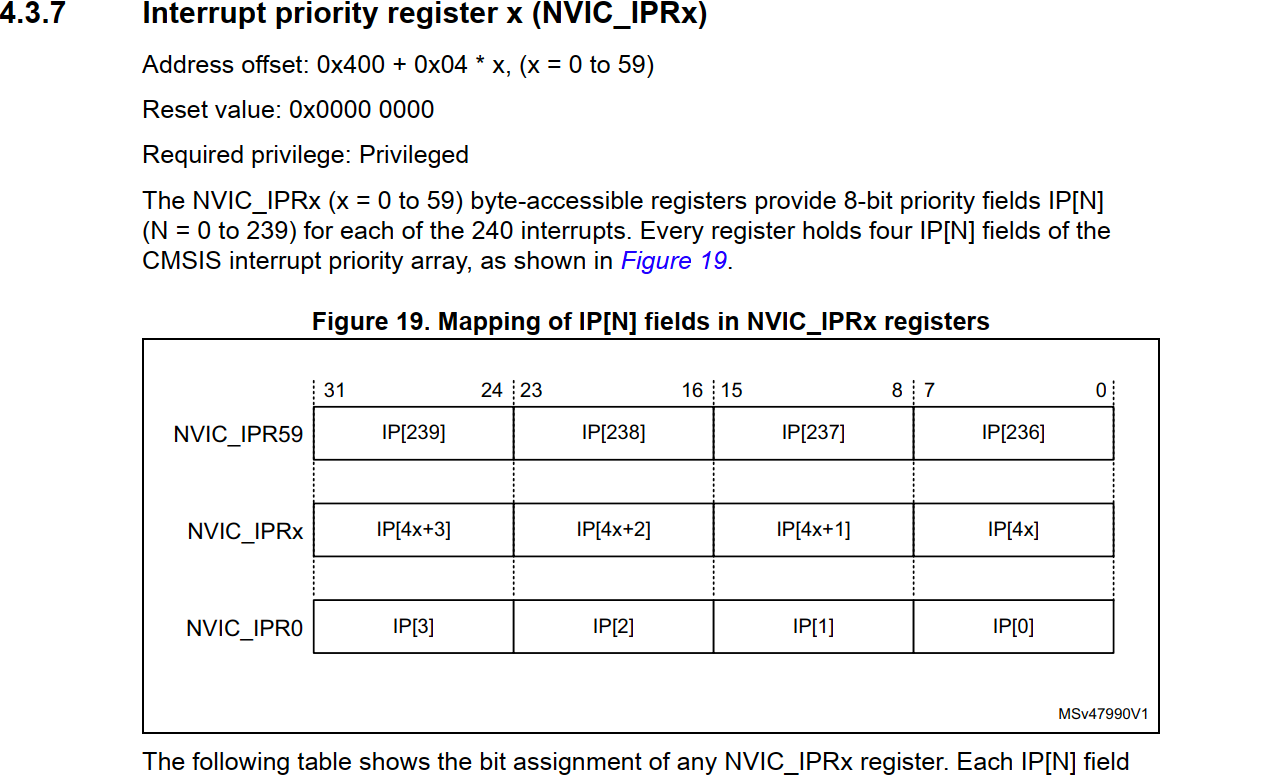 4.3.7 Interrupt priority register x (NVIC_IPRx)
Address offset: 0x400 + 0x04 * x, (x = 0 to 59)
Reset value: 0x0000 0000
Required privilege: Privileged
The NVIC_IPRx (x = 0 to 59) byte-accessible registers provide 8-bit priority fields IP[N]
(N = 0 to 239) for each of the 240 interrupts. Every register holds four IP[N] fields of the
CMSIS interrupt priority array, as shown in Figure 19.
Figure 19. Mapping of IP[N] fields in NVIC_IPRx registers
31 24 23 16 15 8 7 0
NVIC_IPR59 IP[239] IP[238] IP[237] IP[236]
NVIC_IPRx IP[4x+3] IP[4x+2] IP[4x+1] IP[4x]
NVIC_IPR0 IP[3] IP[2] IP[1] IP[0]
MSv47990V1
The following table shows the bit assignment of any NVIC_IPRx register. Each IP[N] field